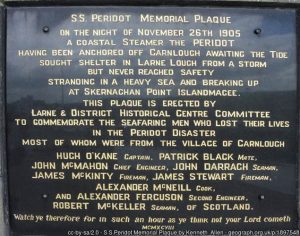 S.S. PERIDOT MEMORIAL PLAQUE
ON THE NIGHT OF NOVEMBER 26TH 1905
A COASTAL STEAMER THE PERIDOT
HAVING BEEN ANCHORED OFF CARNLOUGH AWAITING THE TIDE
SOUGHT SHELTER IN LARNE LOUGH FROM A STORM
BUT NEVER REACHED SAFETY
STRANDING IN A HEAVY SEA AND BREAKING UP
AT SKERNAGHAN POINT ISLANDMAGEE.
THIS PLAQUE IS ERECTED BY
LARNE & DISTRICT HISTORICAL CENTRE COMMITTEE
TO COMMEMORATE THE SEAFARING MEN WHO LOST THEIR LIVES
IN THE PERIDOT DISASTER
MOST OF WHOM WERE FROM THE VILLAGE OF CARNLOUGH
HUGH O'KANE CAPTAIN, PATRICK BLACK MATE,
JOHN McMAHON CHIEF ENGINEER, JOHN DARRACH SEAMAN,
JAMES McKINTY FIREMAN, JAMES STEWART FIREMAN,
ALEXANDER McNEILL COOK,
AND ALEXANDER FERGUSON SECOND ENGINEER,
ROBERT McKELLER SEAMAN, OF SCOTLAND.
Watch ye therefore for in such an hour as ye think not your Lord cometh
MCMXCVIII
cc-by-sa/2.0 - S S Peridot Memorial Plaque by Kenneth Allen - geograph.org.uk/p/1897548